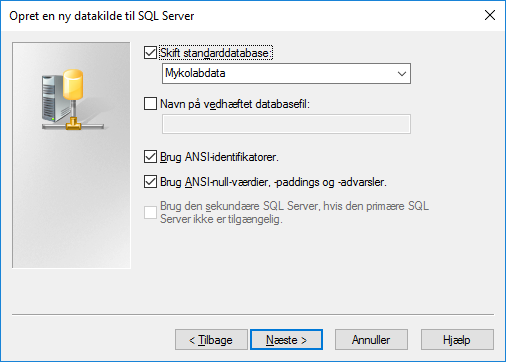 Opret en ny datakilde til SQL Server
Skift standarddatabase:
Mykolabdata
Navn på vedhæftet databasefil:
Brug ANSI-identifikatorer.
Brug ANSI-null-værdier, -paddings og -advarsler.
Brug den sekundære SQL Server, hvis den primære SQL
Server ikke er tilgængelig.
< Tilbage
Næste >
Annuller
Hjælp